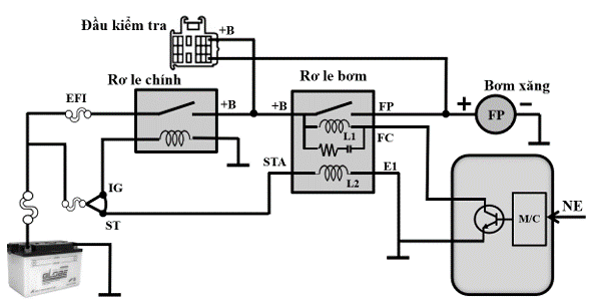 Đầu kiểm tra
+B
Rơ le chính
Rơ le bơm
Bơm xăng
EFI
+B
+B
FP
+
−
FP
L1
FC
STA
E1
L2
IG
ST
M/C
NE
GLOBE